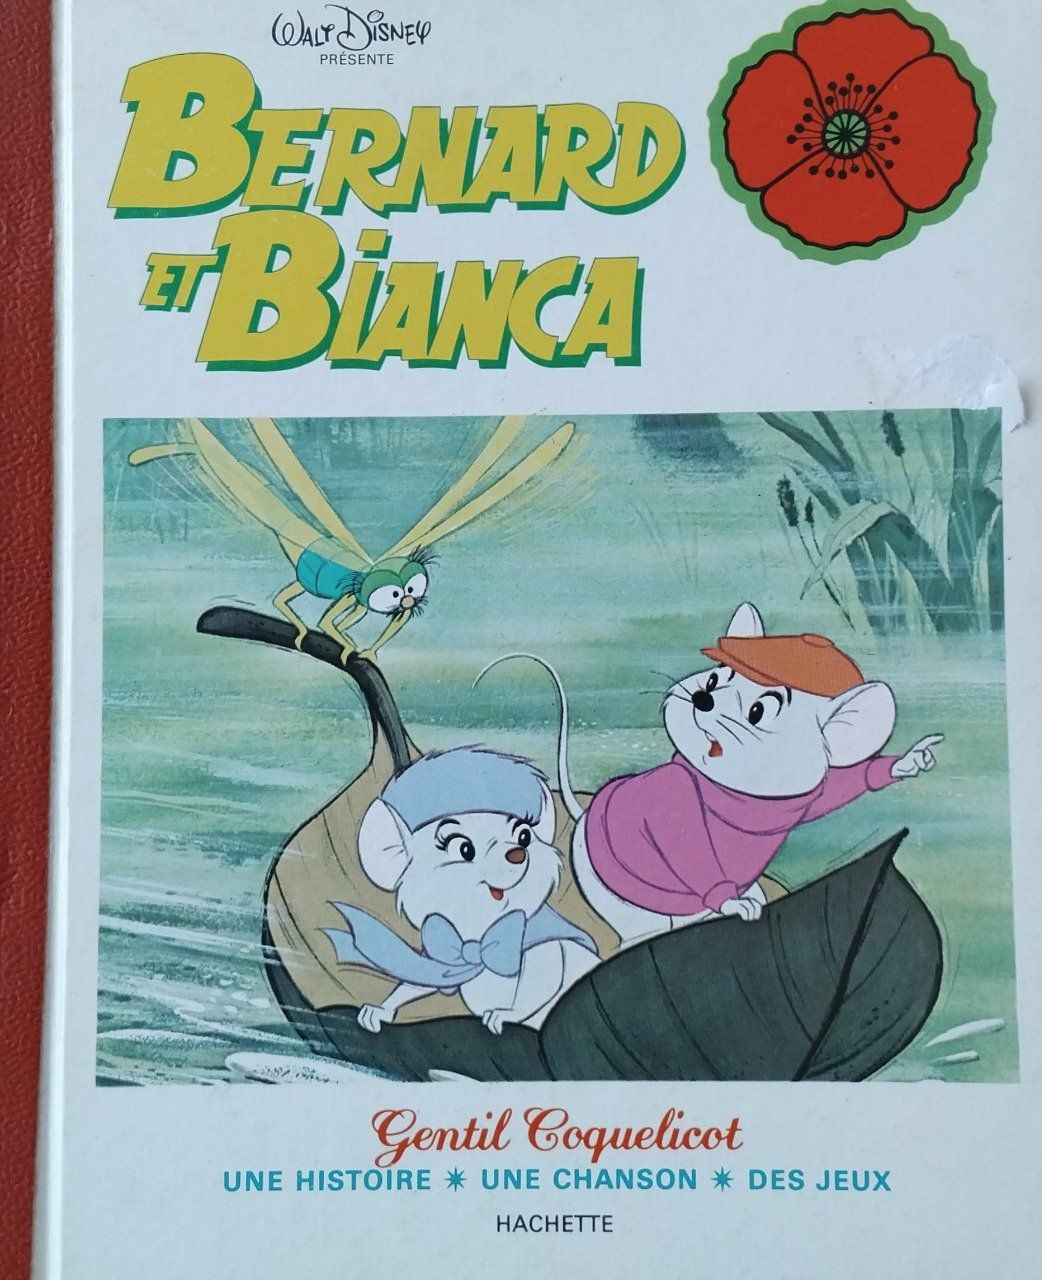 WALT DISNEY
PRÉSENTE
BERNARD
ET BIANCA
Gentil Coquelicot
UNE HISTOIRE * UNE CHANSON * DES JEUX
HACHETTE